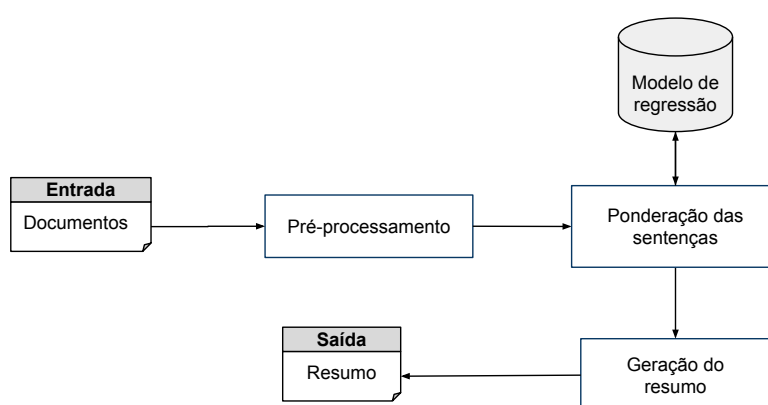 Modelo de
regressão
Entrada
Documentos
Pré-processamento
Ponderação das
sentenças
Saída
Resumo
Geração do
resumo